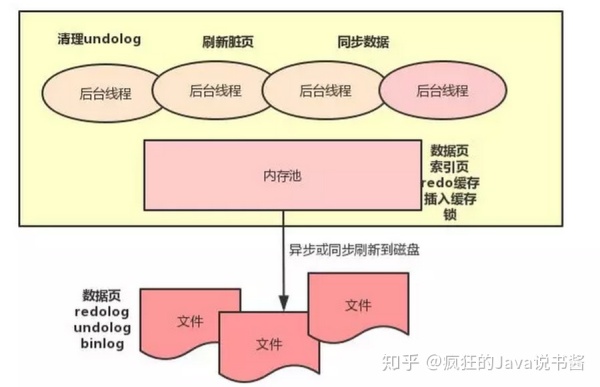 清理undolog
刷新脏页
同步数据
后台线程
后台线程
后台线程
后台线程
内存池
数据页
索引页
redo缓存
插入缓存
锁
异步或同步刷新到磁盘
数据页
redolog
undolog
binlog
文件
文件
文件
知乎 @疯狂的Java说书酱